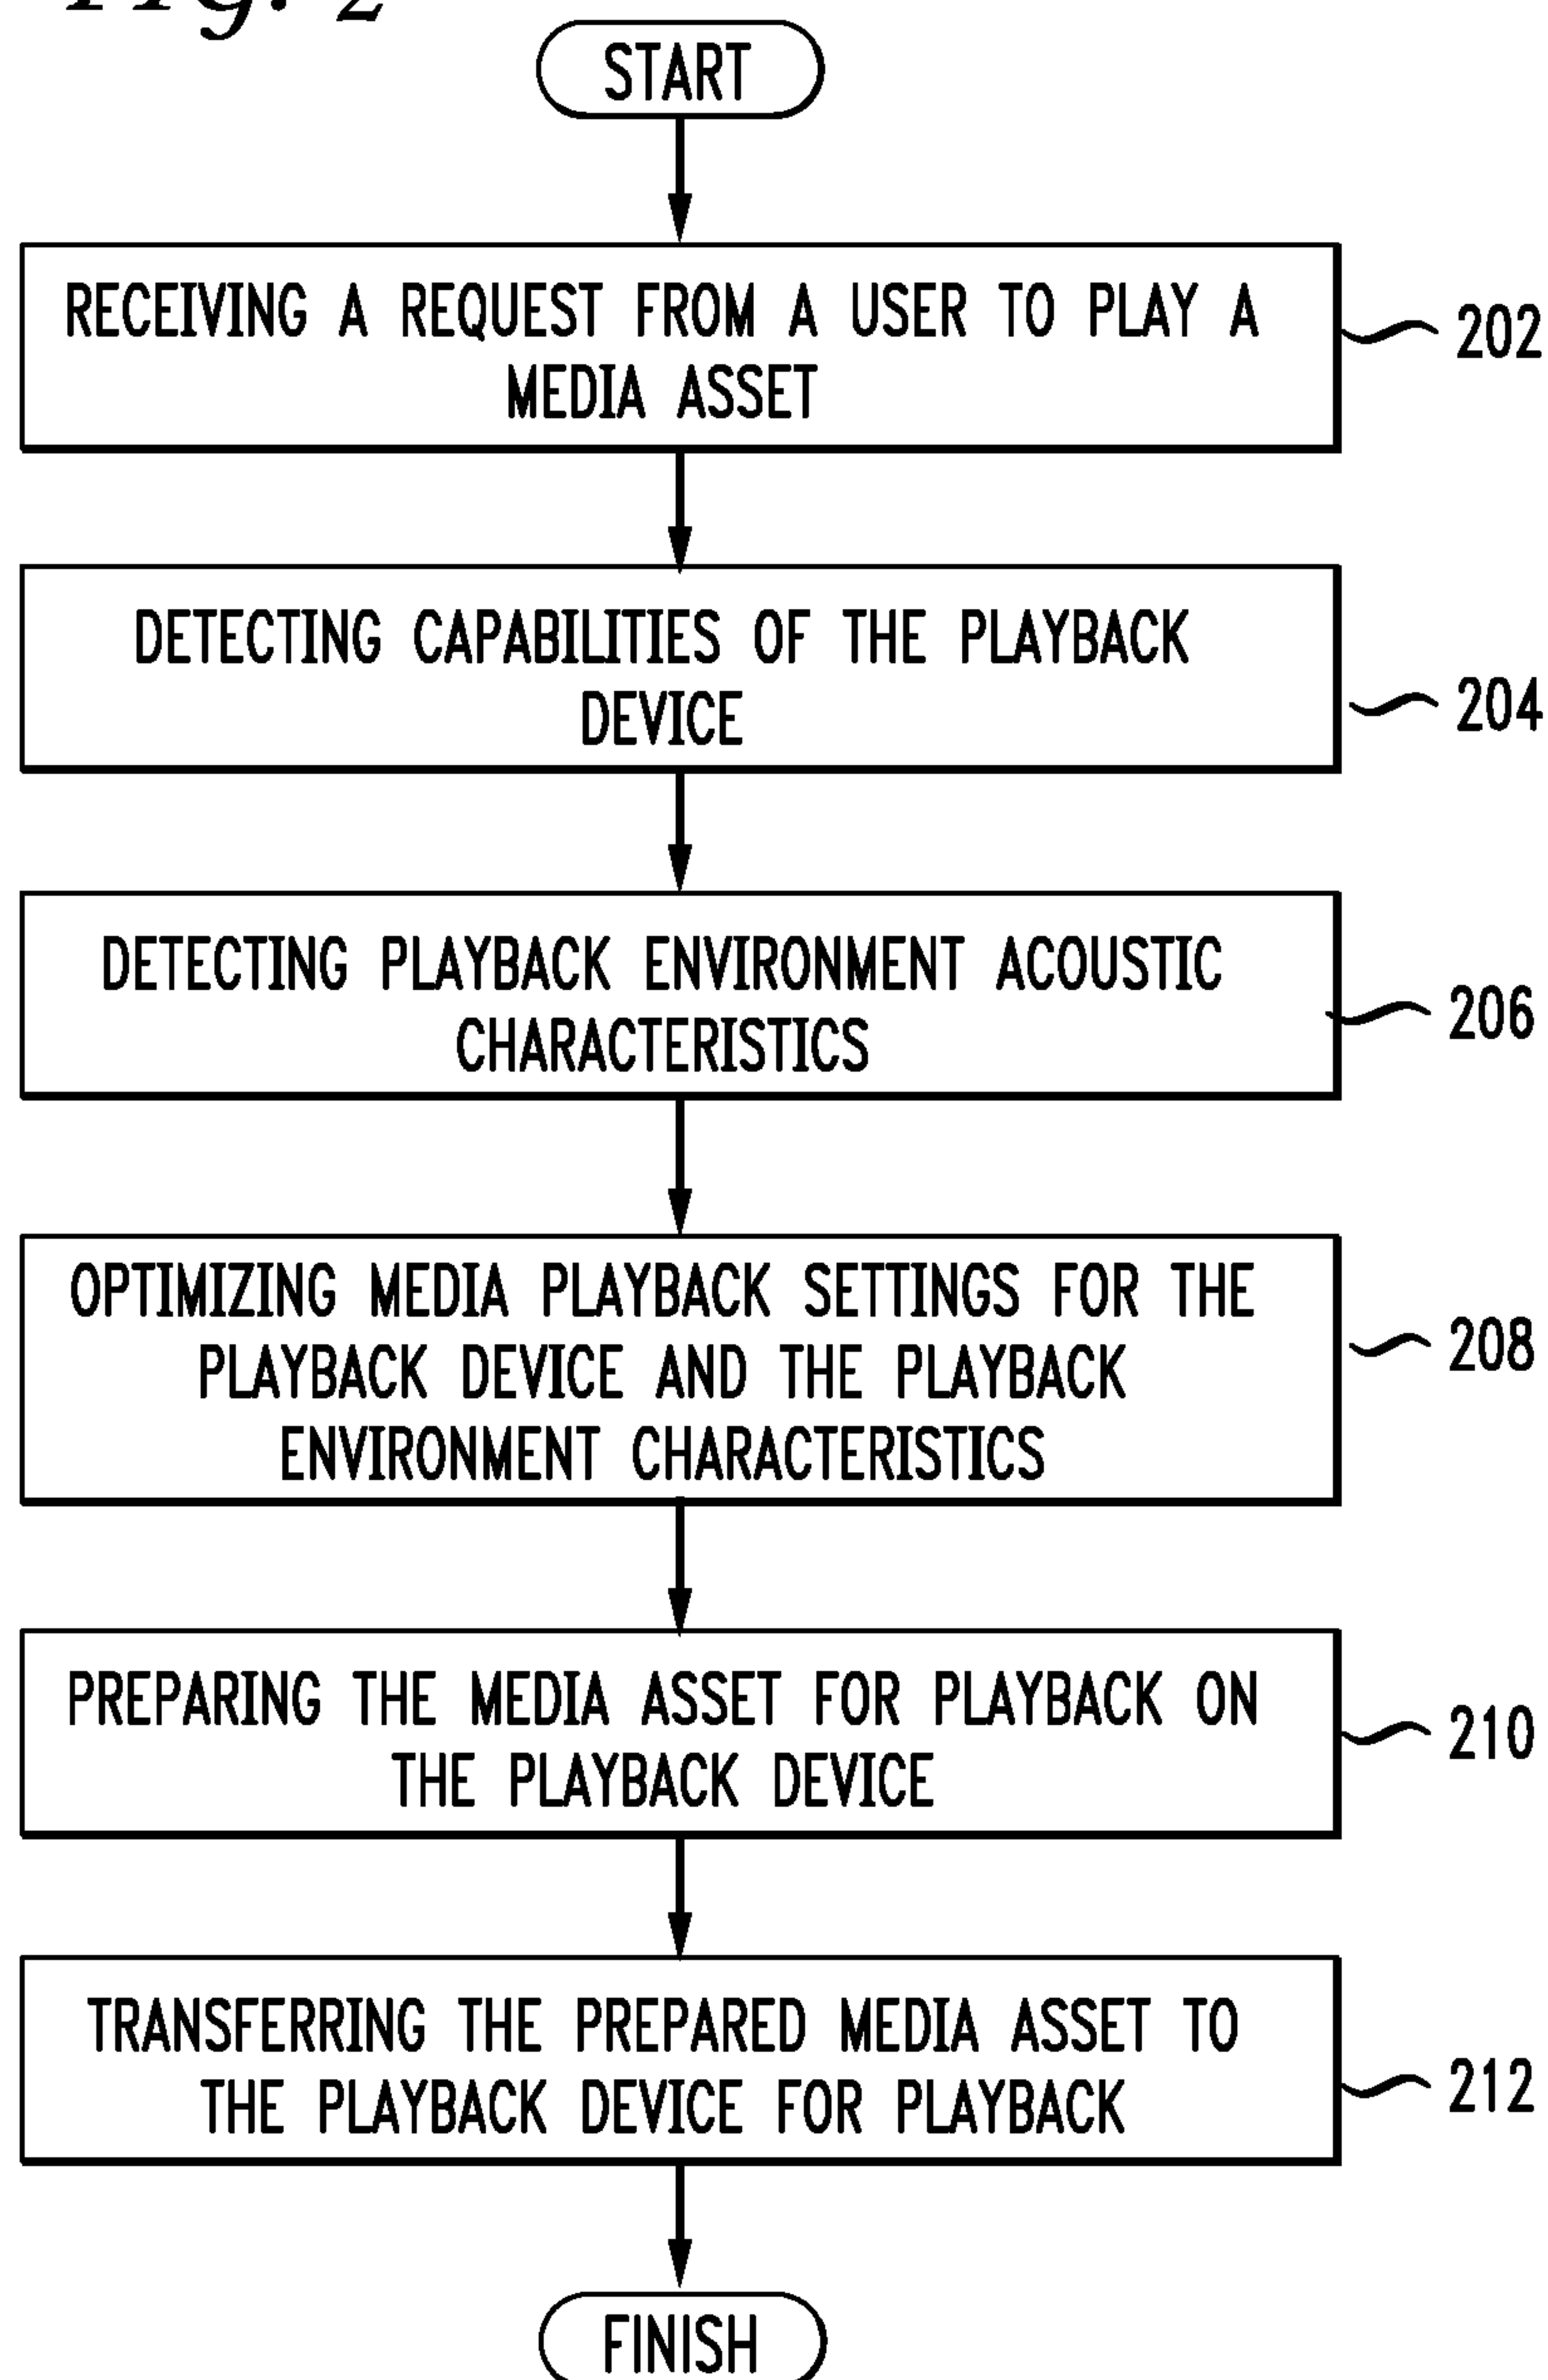 FIG. 2
START
RECEIVING A REQUEST FROM A USER TO PLAY A
MEDIA ASSET
202
DETECTING CAPABILITIES OF THE PLAYBACK
DEVICE
204
DETECTING PLAYBACK ENVIRONMENT ACOUSTIC
CHARACTERISTICS
206
OPTIMIZING MEDIA PLAYBACK SETTINGS FOR THE
PLAYBACK DEVICE AND THE PLAYBACK
ENVIRONMENT CHARACTERISTICS
208
PREPARING THE MEDIA ASSET FOR PLAYBACK ON
THE PLAYBACK DEVICE
210
TRANSFERRING THE PREPARED MEDIA ASSET TO
THE PLAYBACK DEVICE FOR PLAYBACK
212
FINISH